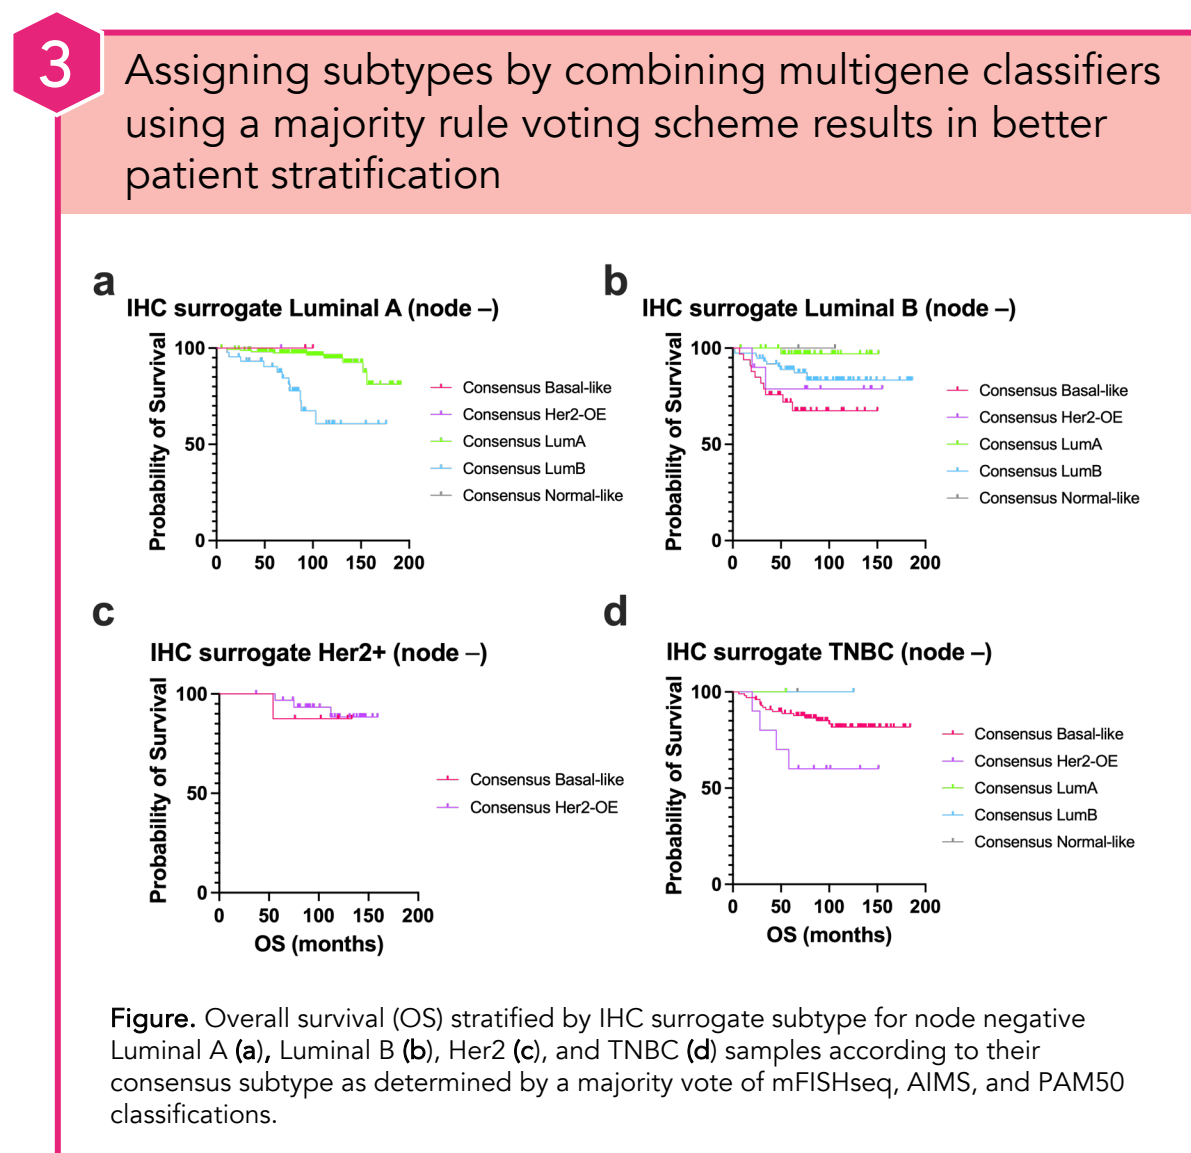 3
Assigning subtypes by combining multigene classifiers
using a majority rule voting scheme results in better
patient stratification
a
IHC surrogate Luminal A (node –)
Probability of Survival
100
50
0
0 50 100 150 200
Consensus Basal-like
Consensus Her2-OE
Consensus LumA
Consensus LumB
Consensus Normal-like
b
IHC surrogate Luminal B (node –)
Probability of Survival
100
50
0
0 50 100 150 200
Consensus Basal-like
Consensus Her2-OE
Consensus LumA
Consensus LumB
Consensus Normal-like
c
IHC surrogate Her2+ (node –)
Probability of Survival
100
50
0
0 50 100 150 200
OS (months)
Consensus Basal-like
Consensus Her2-OE
d
IHC surrogate TNBC (node –)
Probability of Survival
100
50
0
0 50 100 150 200
OS (months)
Consensus Basal-like
Consensus Her2-OE
Consensus LumA
Consensus LumB
Consensus Normal-like
Figure. Overall survival (OS) stratified by IHC surrogate subtype for node negative
Luminal A (a), Luminal B (b), Her2 (c), and TNBC (d) samples according to their
consensus subtype as determined by a majority vote of mFISHseq, AIMS, and PAM50
classifications.